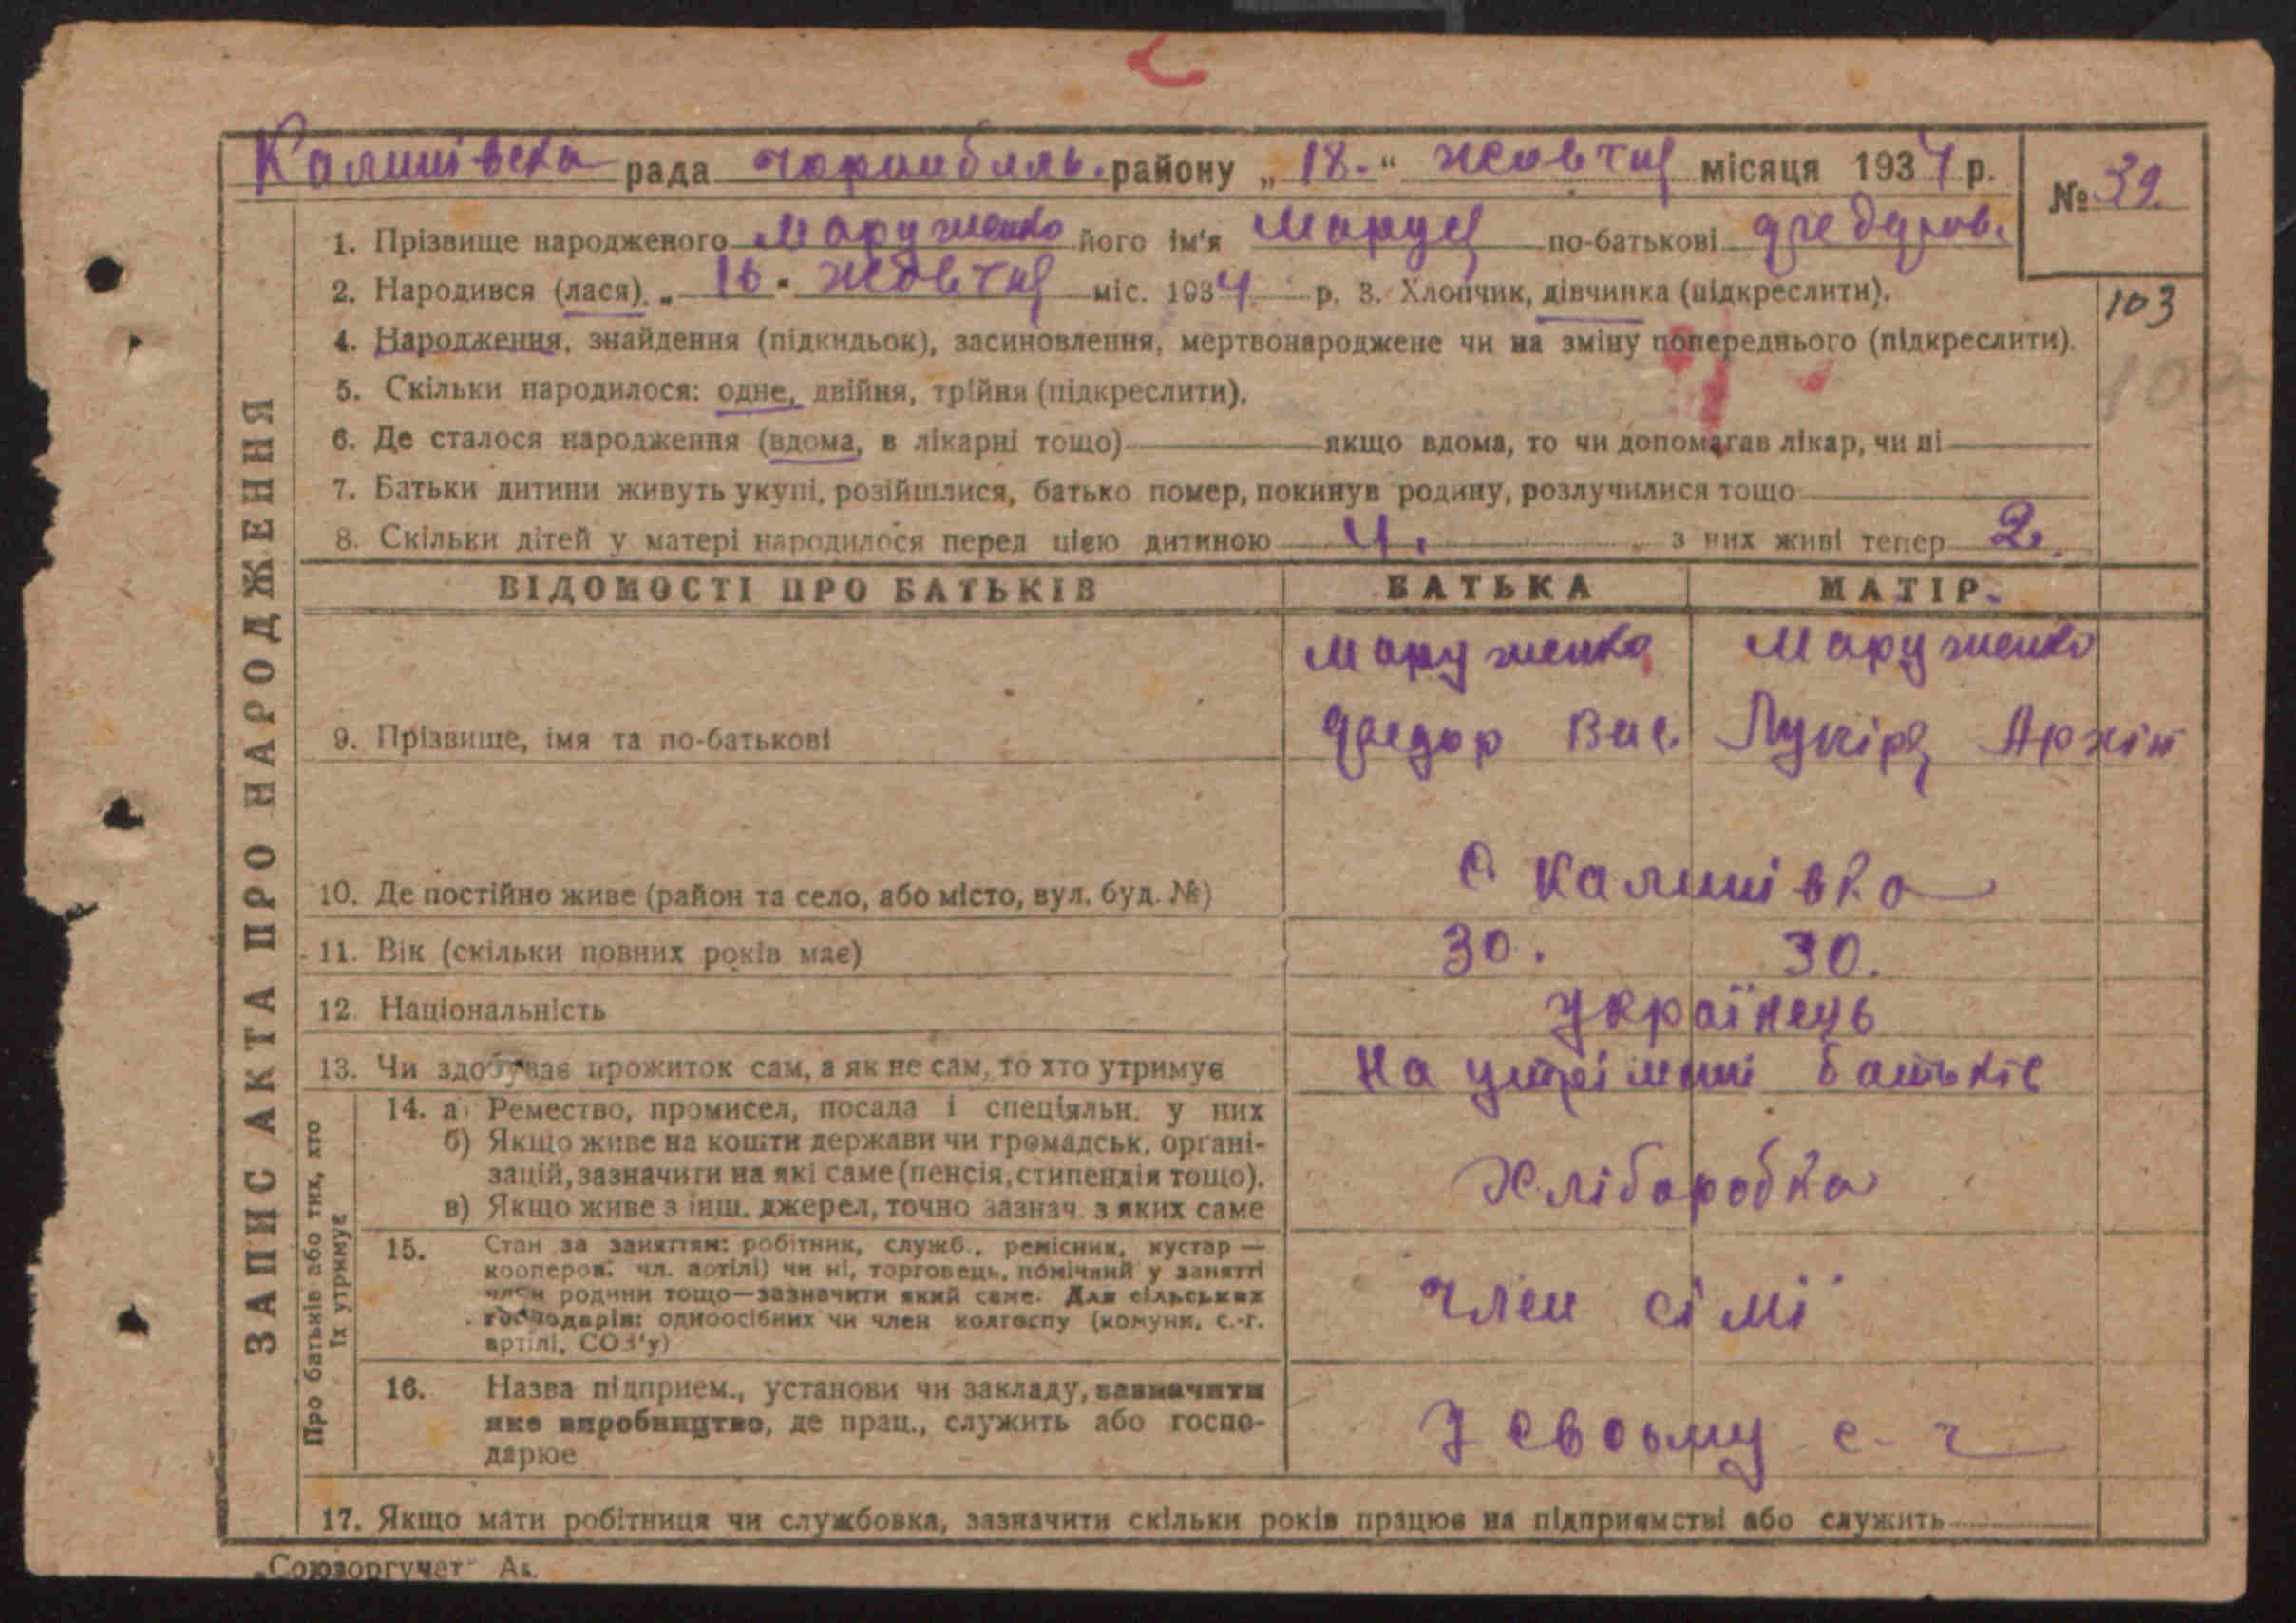 Калинівска рада чорнобиль. району „18.“ жовтня місяця 1934 р.
№ 39.
1. Прізвище народженого Маруженко його ім'я Маруся по-батькові Федоров.
2. Народився (лася). „ 16 - жовтня міс. 1934 р. 3. Хлопчик, дівчинка (підкреслити).
103
4. Народження, знайдення (підкидьок), засиновлення, мертвонароджене чи на зміну попереднього (підкреслити).
103
5. Скільки народилося: одне, двійня, трійня (підкреслити).
6. Де сталося народження (вдома, в лікарні тощо) якщо вдома, то чи допомагав лікар, чи ні
7. Батьки дитини живуть укупі, розійшлися, батько помер, покинув родину, розлучилися тощо
8. Скільки дітей у матері народилося перед цією дитиною 4. з них живі тепер 2.
ВІДОМОСТІ ПРО БАТЬКІВ БАТЬКА МАТІР.
Маруженко Маруженко
9. Прізвище, імя та по-батькові Федор Вас. Лукіря Архіп
10. Де постійно живе (район та село, або місто, вул. буд. №) с Калинівка
11. Вік (скільки повних років має) 30. 30.
12. Національність Українець
13. Чи здобуває прожиток сам, а як не сам, то хто утримує На утрімині батьків
14. а) Ремество, промисел, посада і спеціяльн. у них
б) Якщо живе на кошти держави чи громадськ. організацій, зазначити на які саме (пенсія, стипендія тощо).
в) Якщо живе з інш. джерел, точно зазнач. з яких саме
Хлібаробка
15. Стан за заняттям: робітник, служб., ремісник, кустар —
кооперов. чл. артілі) чи ні, торговець, помічний у занятті
член родини тощо—зазначити який саме. Для сільських
господарів: одноосібних чи член колгоспу (комуни, с.-г.
артілі, СОЗ'у)
член сімі
16. Назва підприєм., установи чи закладу, зазначити
яке виробництво, де прац., служить або госпо-
дарює
У своьму с-г
17. Якщо мати робітниця чи службовка, зазначити скільки років працює на підприємстві або служить
ЗАПИС АКТА ПРО НАРОДЖЕННЯ
Про батьків або тих, хто
їх утримує
„Союзоргучет“